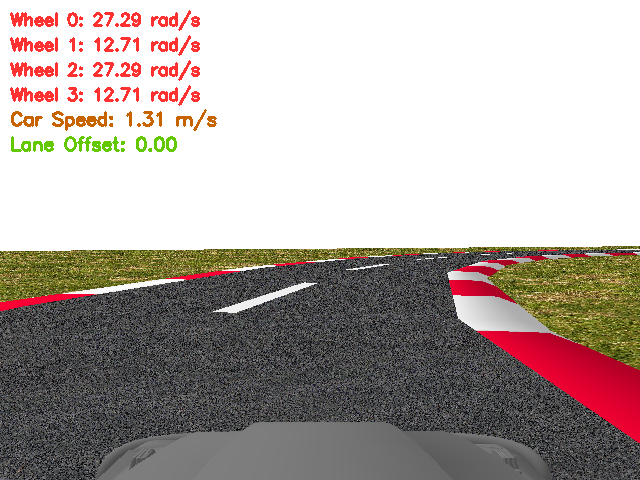 Wheel 0: 27.29 rad/s
Wheel 1: 12.71 rad/s
Wheel 2: 27.29 rad/s
Wheel 3: 12.71 rad/s
Car Speed: 1.31 m/s
Lane Offset: 0.00